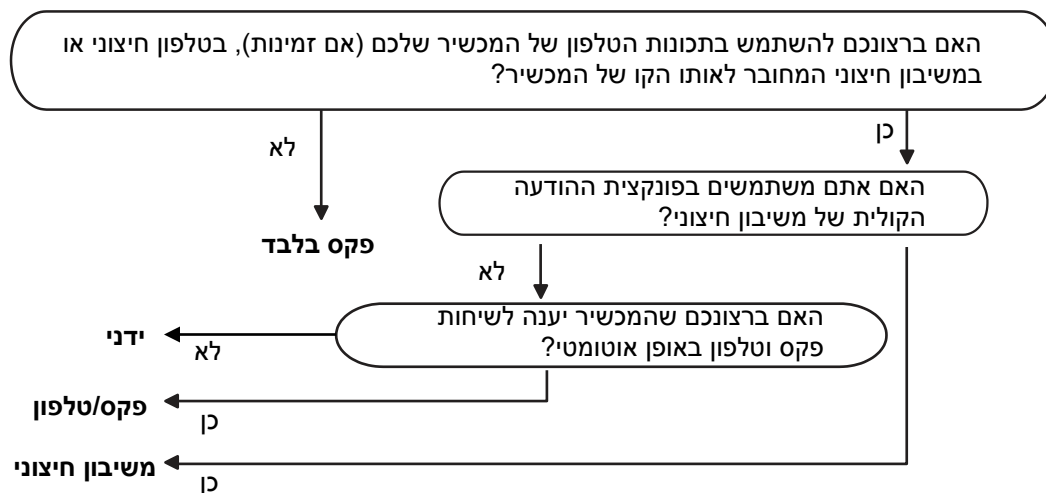 האם ברצונכם להשתמש בתכונות הטלפון של המכשיר שלכם (אם זמינות), בטלפון חיצוני או
במשיבון חיצוני המחובר לאותו הקו של המכשיר?
כן
לא
האם אתם משתמשים בפונקצית ההודעה
הקולית של משיבון חיצוני?
פקס בלבד
לא
האם ברצונכם שהמכשיר יענה לשיחות
פקס וטלפון באופן אוטומטי?
ידני
לא
פקס/טלפון
כן
משיבון חיצוני
כן